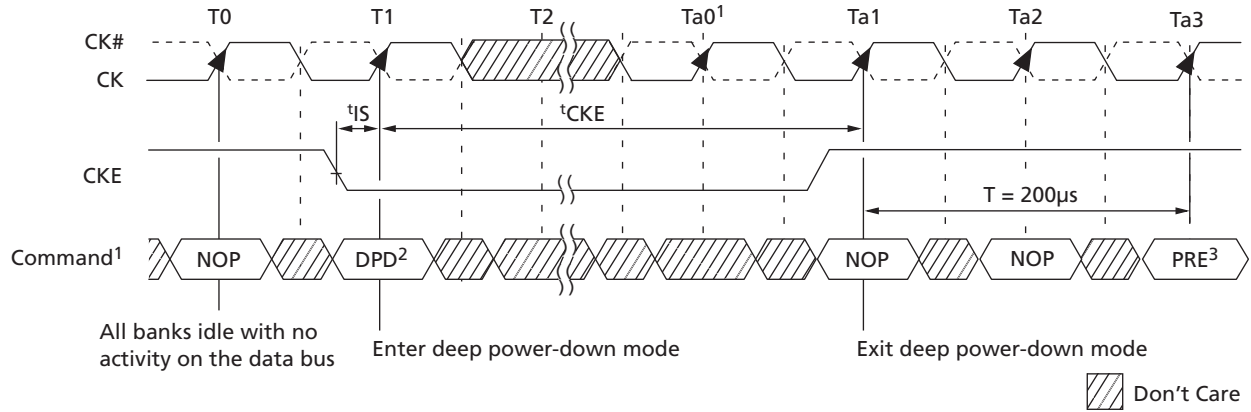 T0 T1 T2 Ta0¹ Ta1 Ta2 Ta3
CK#
CK
ᵗIS ᵗCKE
CKE
T = 200µs
Command¹ NOP DPD² NOP NOP PRE³
All banks idle with no
activity on the data bus
Enter deep power-down mode
Exit deep power-down mode
Don't Care